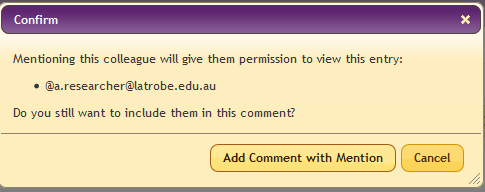 Confirm
Mentioning this colleague will give them permission to view this entry:
• @a.researcher@latrobe.edu.au
Do you still want to include them in this comment?
Add Comment with Mention Cancel